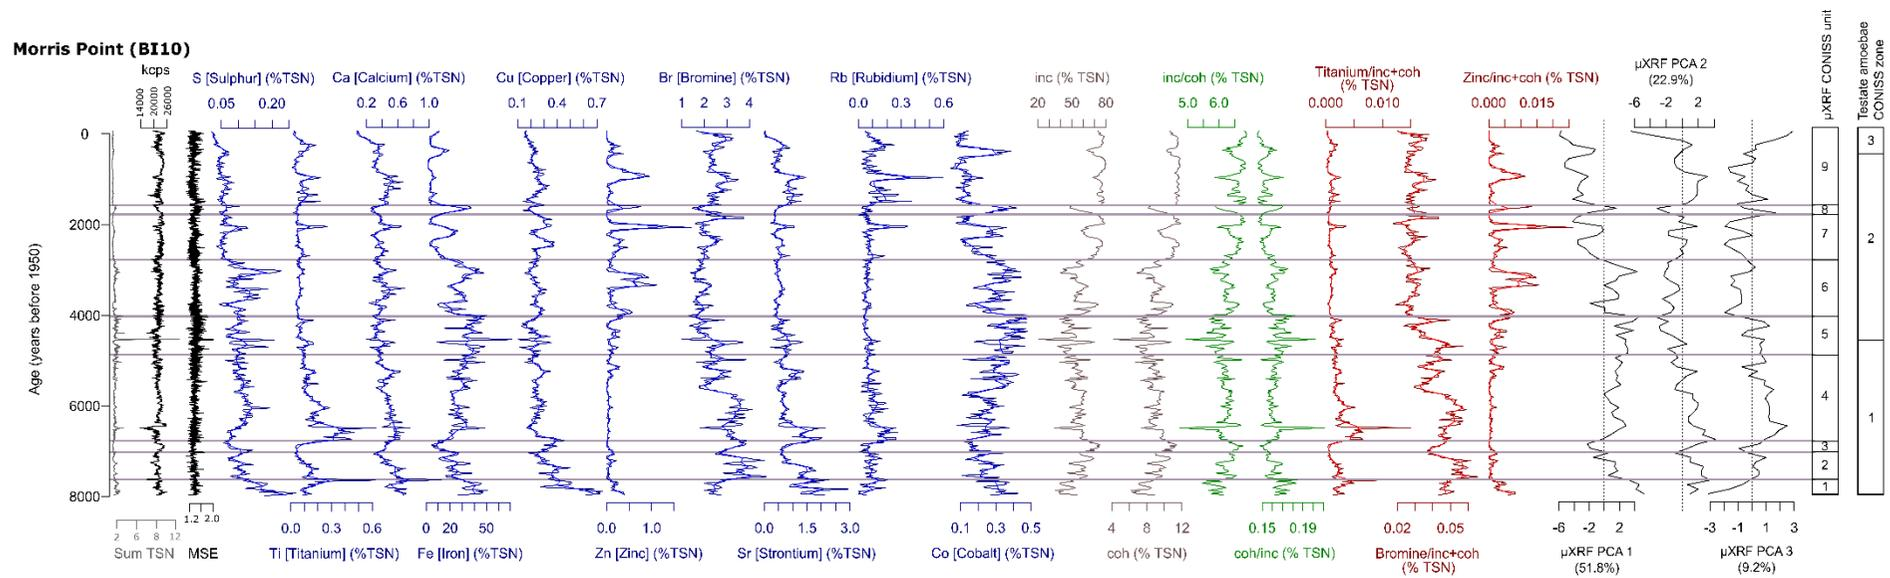 Morris Point (BI10)
kcps
14000 20000 26000
S [Sulphur] (%TSN)
0.05 0.20
Ca [Calcium] (%TSN)
0.2 0.6 1.0
Cu [Copper] (%TSN)
0.1 0.4 0.7
Br [Bromine] (%TSN)
1 2 3 4
Rb [Rubidium] (%TSN)
0.0 0.3 0.6
inc (% TSN)
20 50 80
inc/coh (% TSN)
5.0 6.0
Titanium/inc+coh
(% TSN)
0.000 0.010
Zinc/inc+coh (% TSN)
0.000 0.015
µXRF PCA 2
(22.9%)
-6 -2 2
µXRF CONISS unit
Testate amoebae
CONISS zone
Age (years before 1950)
0
2000
4000
6000
8000
9
8
7
6
5
4
3
2
1
3
2
1
2 6 8 12
Sum TSN
1.2 2.0
MSE
0.0 0.3 0.6
Ti [Titanium] (%TSN)
0 20 50
Fe [Iron] (%TSN)
0.0 1.0
Zn [Zinc] (%TSN)
0.0 1.5 3.0
Sr [Strontium] (%TSN)
0.1 0.3 0.5
Co [Cobalt] (%TSN)
4 8 12
coh (% TSN)
0.15 0.19
coh/inc (% TSN)
0.02 0.05
Bromine/inc+coh
(% TSN)
-6 -2 2
µXRF PCA 1
(51.8%)
-3 -1 1 3
µXRF PCA 3
(9.2%)